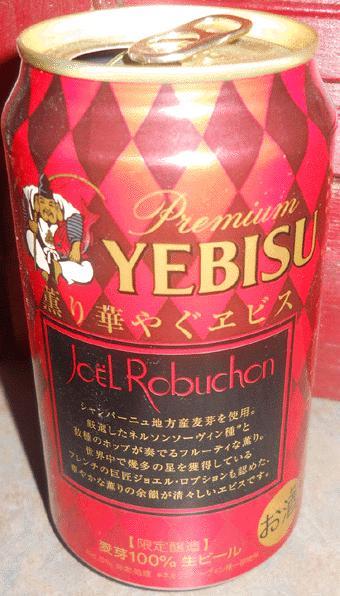 Premium
YEBISU
薫り華やぐヱビス
JoëL Robuchon
シャンパーニュ地方産麦芽を使用。
厳選したネルソンソーヴィン種※と
数種のホップが奏でるフルーティな薫り。
世界中で幾多の星を獲得している
フレンチの巨匠ジョエル・ロブションも認めた、
華やかな薫りの余韻が清々しいヱビスです。
お酒
【限定醸造】
麦芽100% 生ビール